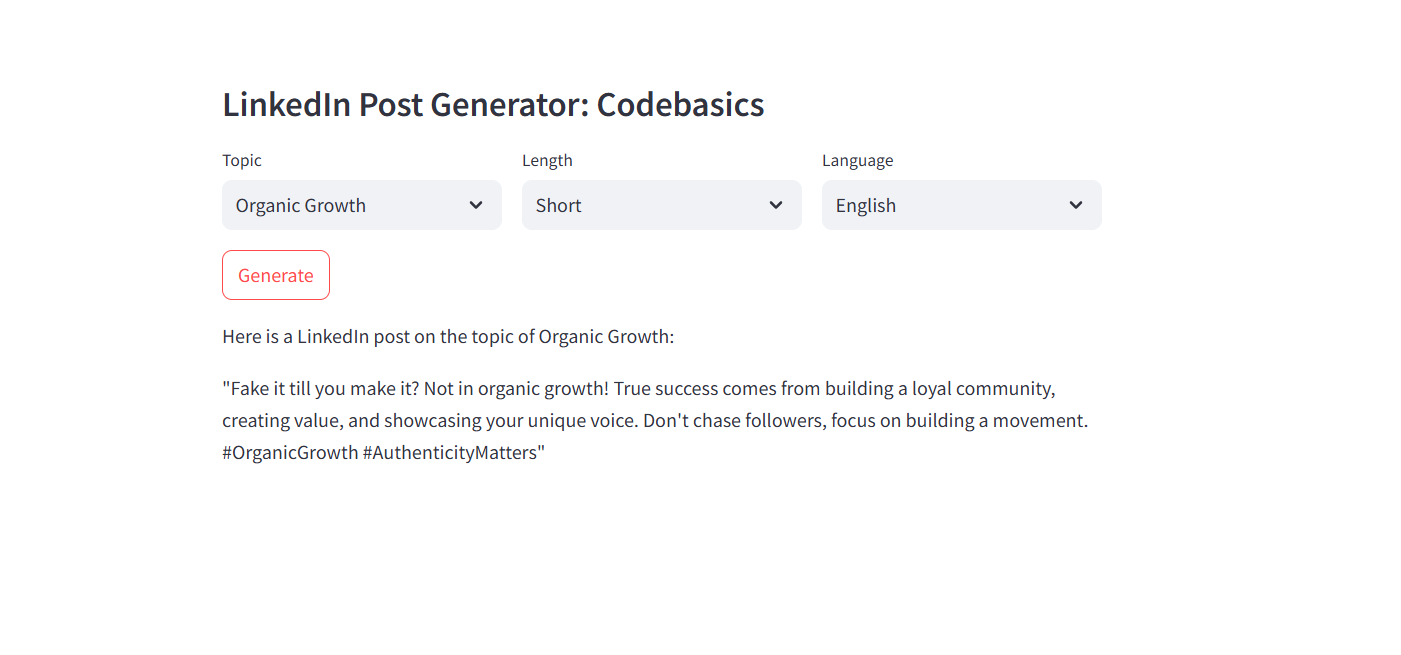 LinkedIn Post Generator: Codebasics
Topic
Length
Language
Organic Growth
Short
English
Generate
Here is a LinkedIn post on the topic of Organic Growth:
"Fake it till you make it? Not in organic growth! True success comes from building a loyal community,
creating value, and showcasing your unique voice. Don't chase followers, focus on building a movement.
#OrganicGrowth #AuthenticityMatters"